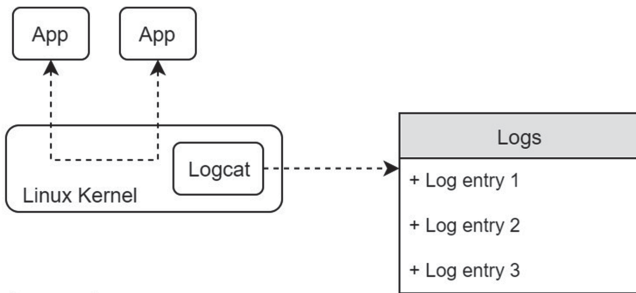 App
App
Logcat
Linux Kernel
Logs
+ Log entry 1
+ Log entry 2
+ Log entry 3